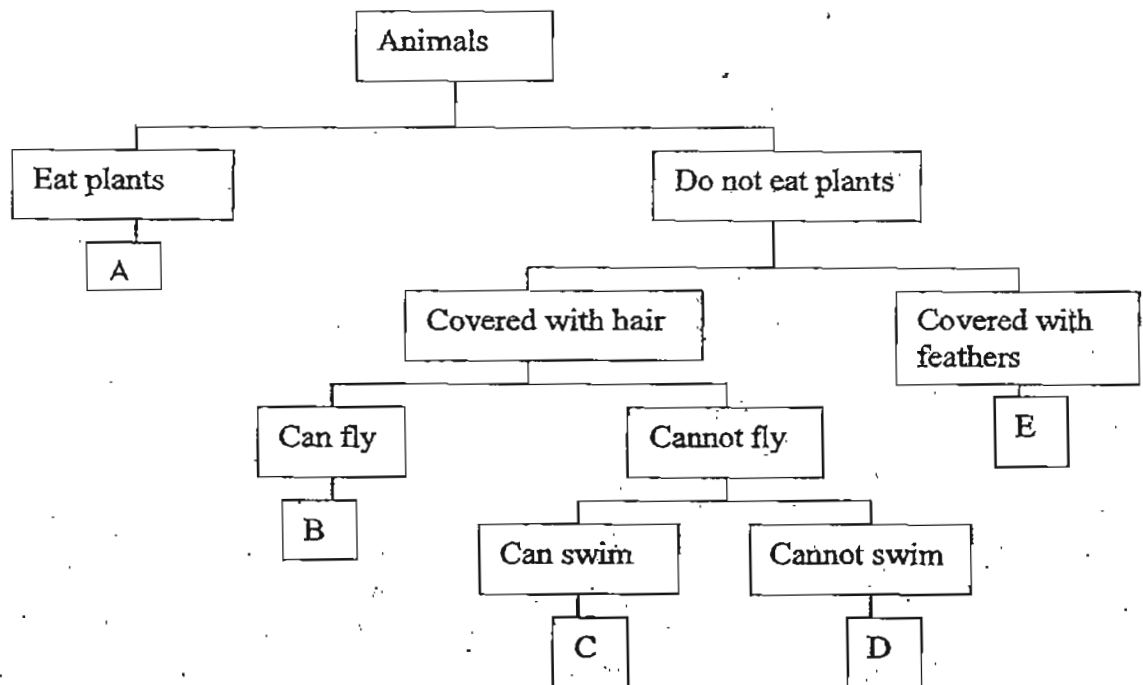 Animals
Eat plants
Do not eat plants
A
Covered with hair
Covered with
feathers
Can fly
Cannot fly
E
B
Can swim
Cannot swim
C
D